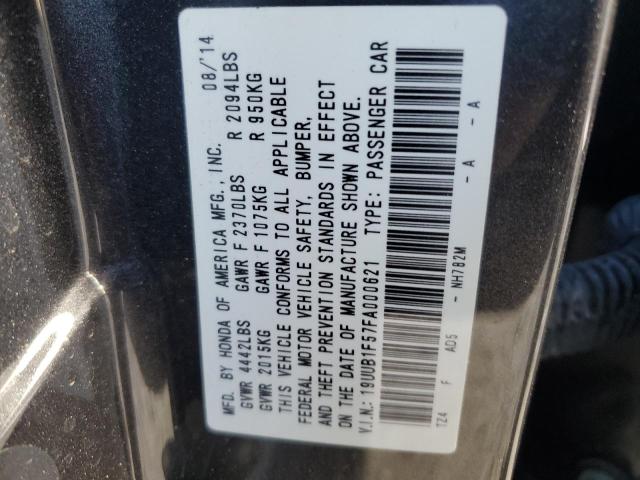 MFD. BY HONDA OF AMERICA MFG., INC. 08/'14
GVWR 4442LBS GAWR F 2370LBS R 2094LBS
GVWR 2015KG GAWR F 1075KG R 950KG
THIS VEHICLE CONFORMS TO ALL APPLICABLE
FEDERAL MOTOR VEHICLE SAFETY, BUMPER,
AND THEFT PREVENTION STANDARDS IN EFFECT
ON THE DATE OF MANUFACTURE SHOWN ABOVE.
V.I.N.: 19UUB1F57FA000621 TYPE: PASSENGER CAR
TZ4 F AD5 - NH782M - A - A